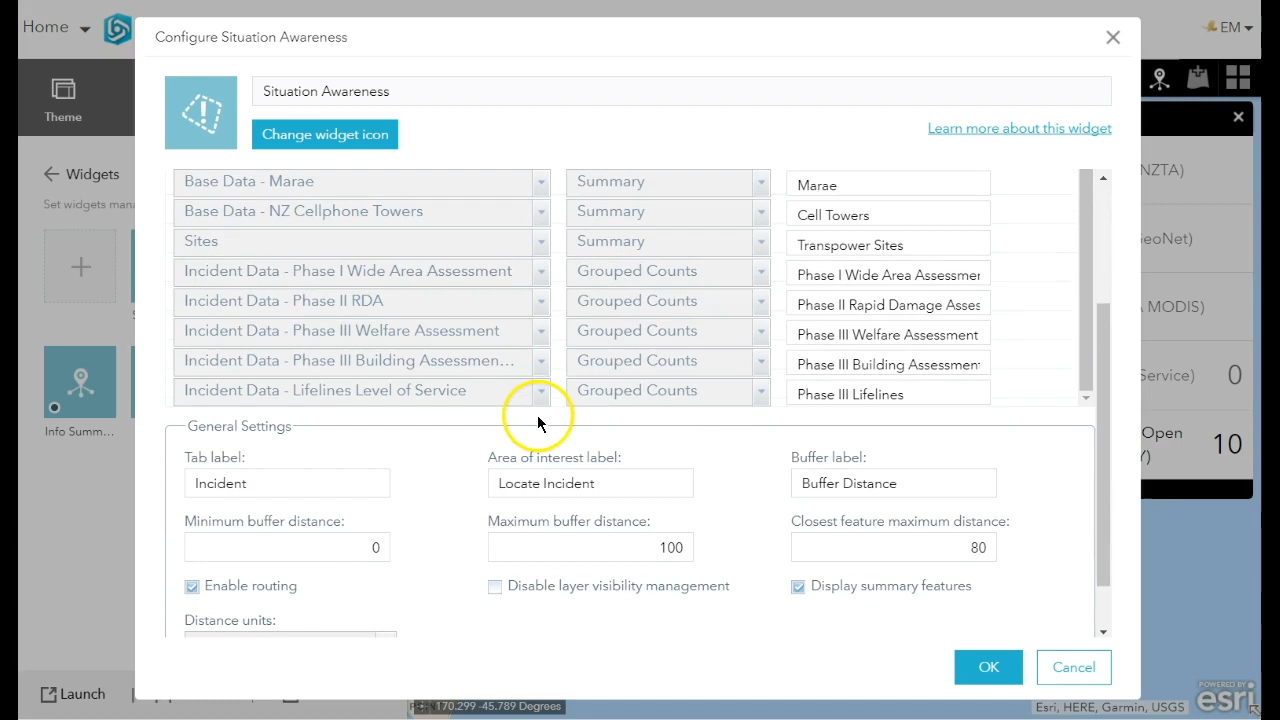 Home
EM
Configure Situation Awareness
Theme
Situation Awareness
Change widget icon
Learn more about this widget
Widgets
Set widgets mana
Base Data - Marae Summary Marae
NZTA)
Base Data - NZ Cellphone Towers Summary Cell Towers
Sites Summary Transpower Sites
eoNet)
Incident Data - Phase I Wide Area Assessment Grouped Counts Phase I Wide Area Assessmen
Incident Data - Phase II RDA Grouped Counts Phase II Rapid Damage Asses
MODIS)
Incident Data - Phase III Welfare Assessment Grouped Counts Phase III Welfare Assessment
Incident Data - Phase III Building Assessmen... Grouped Counts Phase III Building Assessment
Service) 0
Incident Data - Lifelines Level of Service Grouped Counts Phase III Lifelines
Info Summ...
General Settings
Open
Y) 10
Tab label: Area of interest label: Buffer label:
Incident Locate Incident Buffer Distance
Minimum buffer distance: Maximum buffer distance: Closest feature maximum distance:
0 100 80
Enable routing Disable layer visibility management Display summary features
Distance units:
OK Cancel
Launch
170.299 -45.789 Degrees
Esri, HERE, Garmin, USGS
POWERED BY
esri